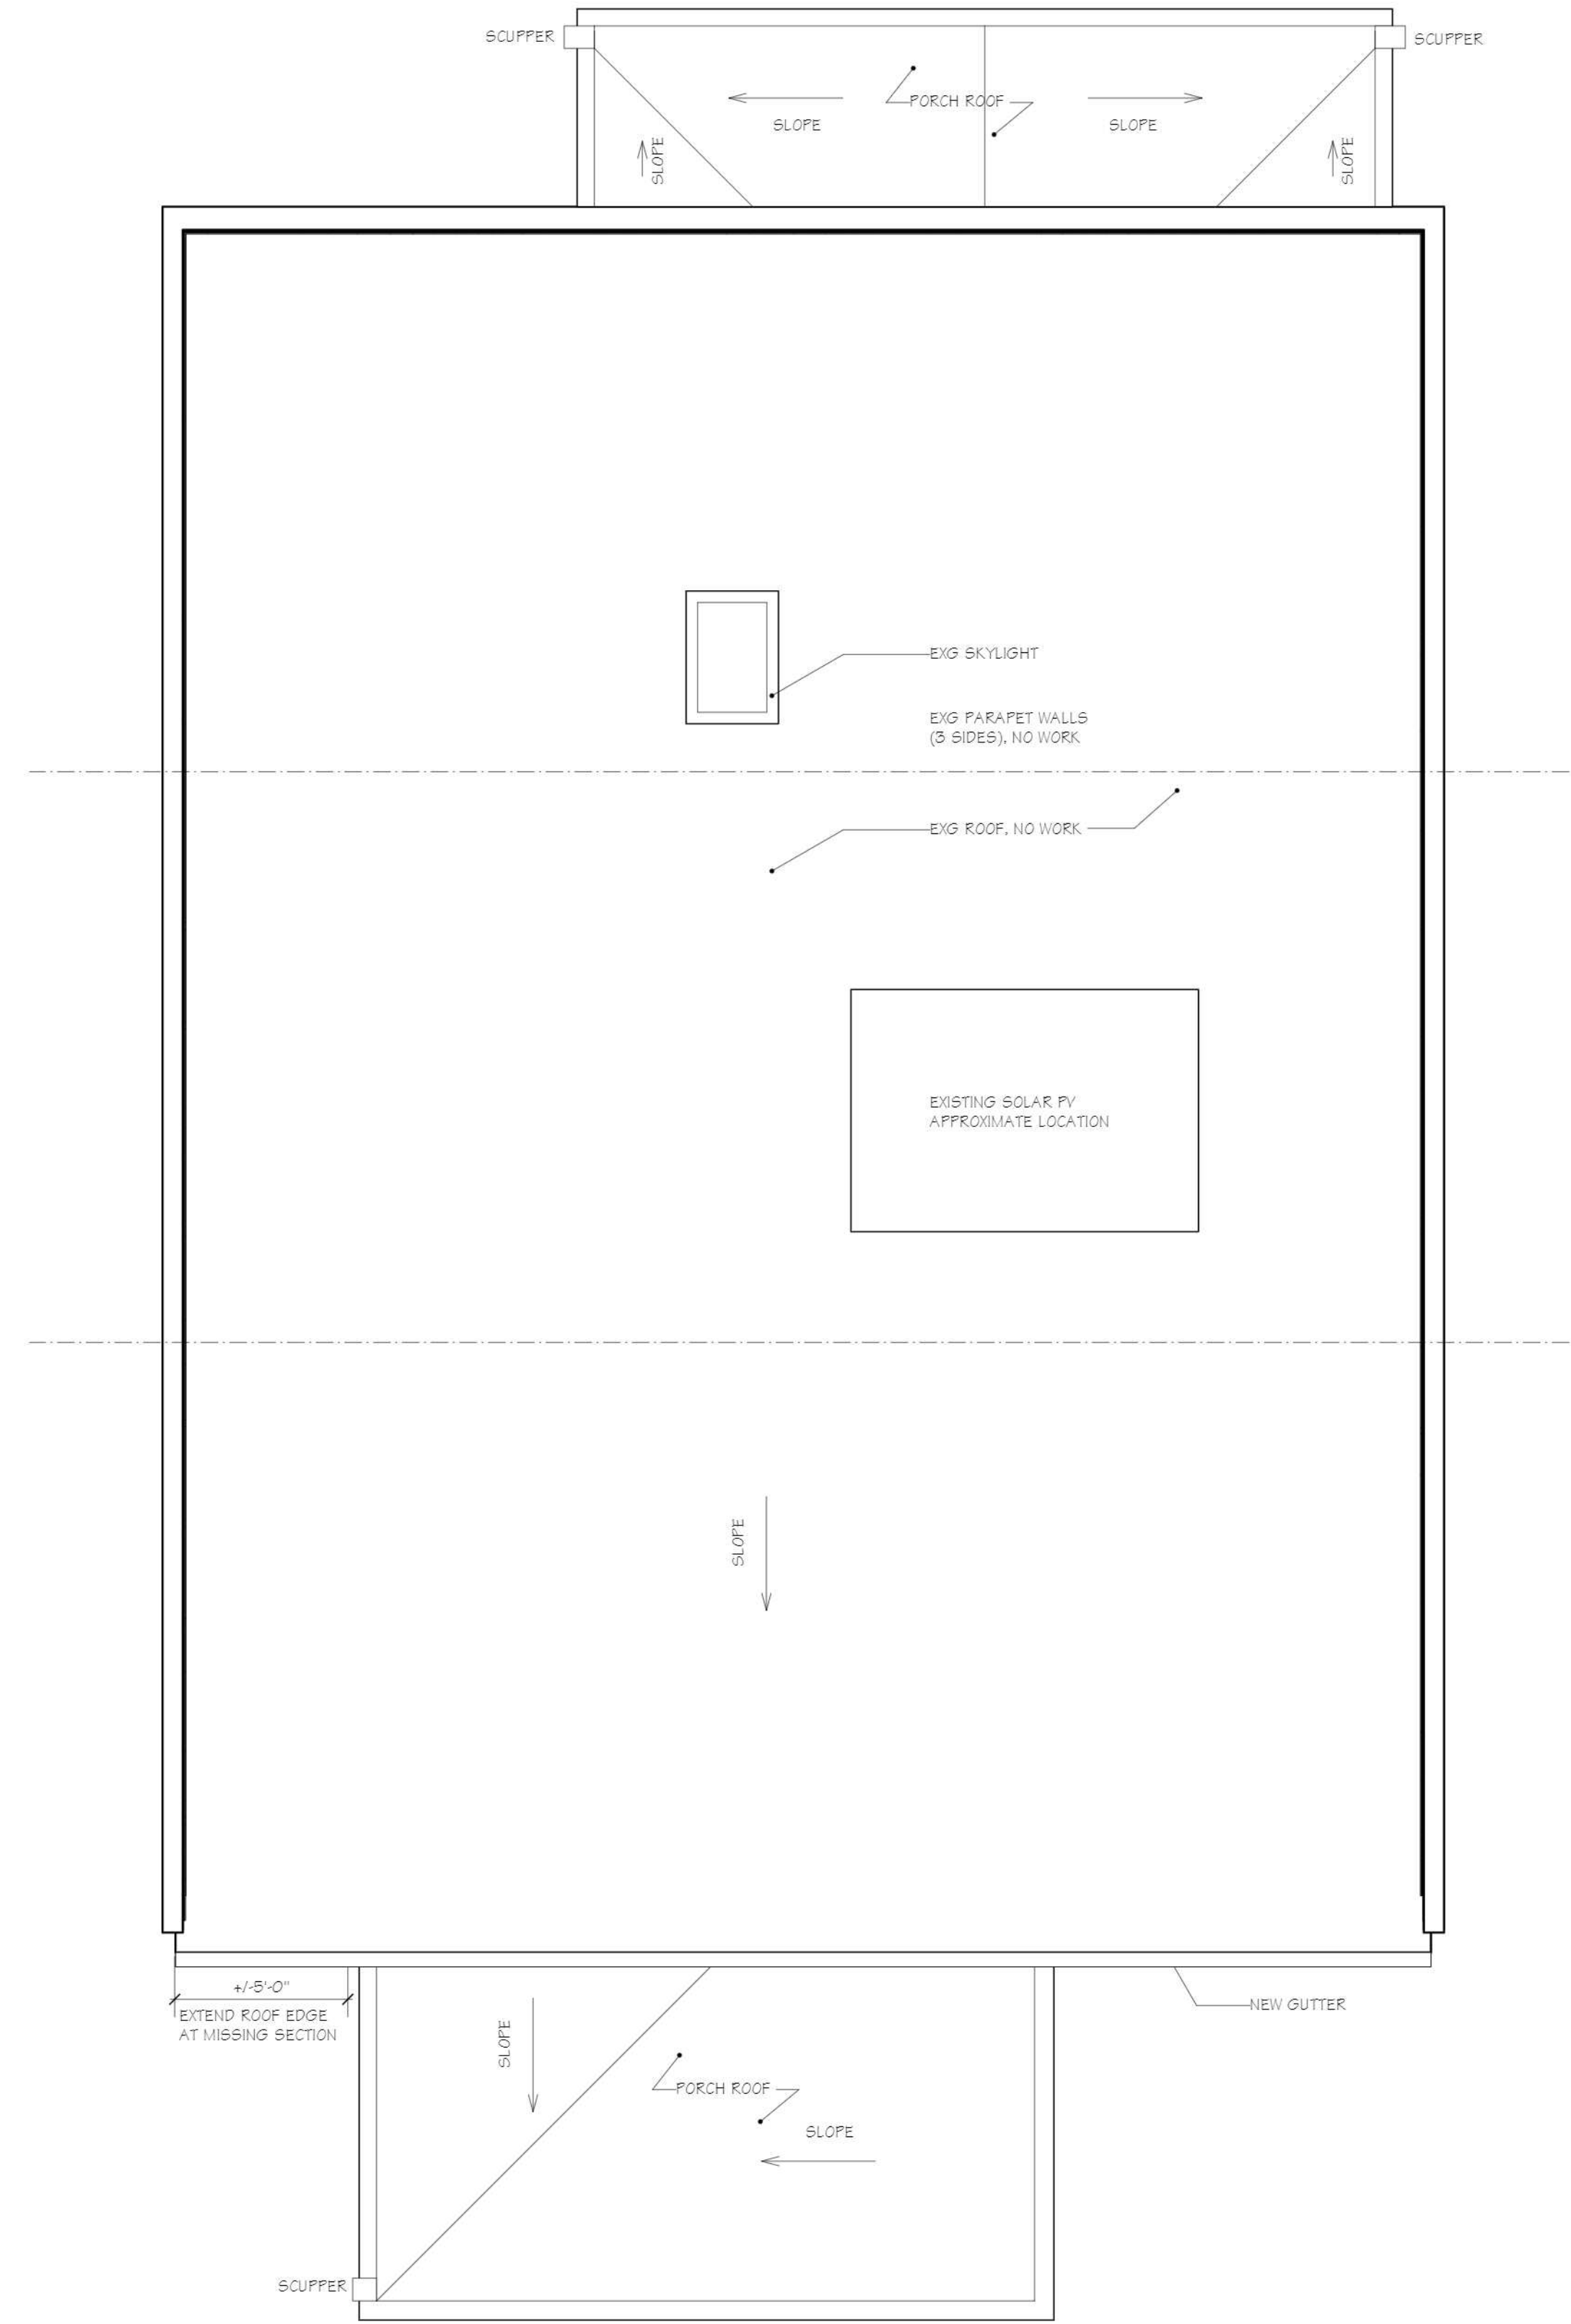 SCUPPER
SCUPPER
PORCH ROOF
SLOPE
SLOPE
SLOPE
SLOPE
EXG SKYLIGHT
EXG PARAPET WALLS
(3 SIDES), NO WORK
EXG ROOF, NO WORK
EXISTING SOLAR PV
APPROXIMATE LOCATION
SLOPE
+/-5'-0"
EXTEND ROOF EDGE
AT MISSING SECTION
NEW GUTTER
SLOPE
PORCH ROOF
SLOPE
SCUPPER